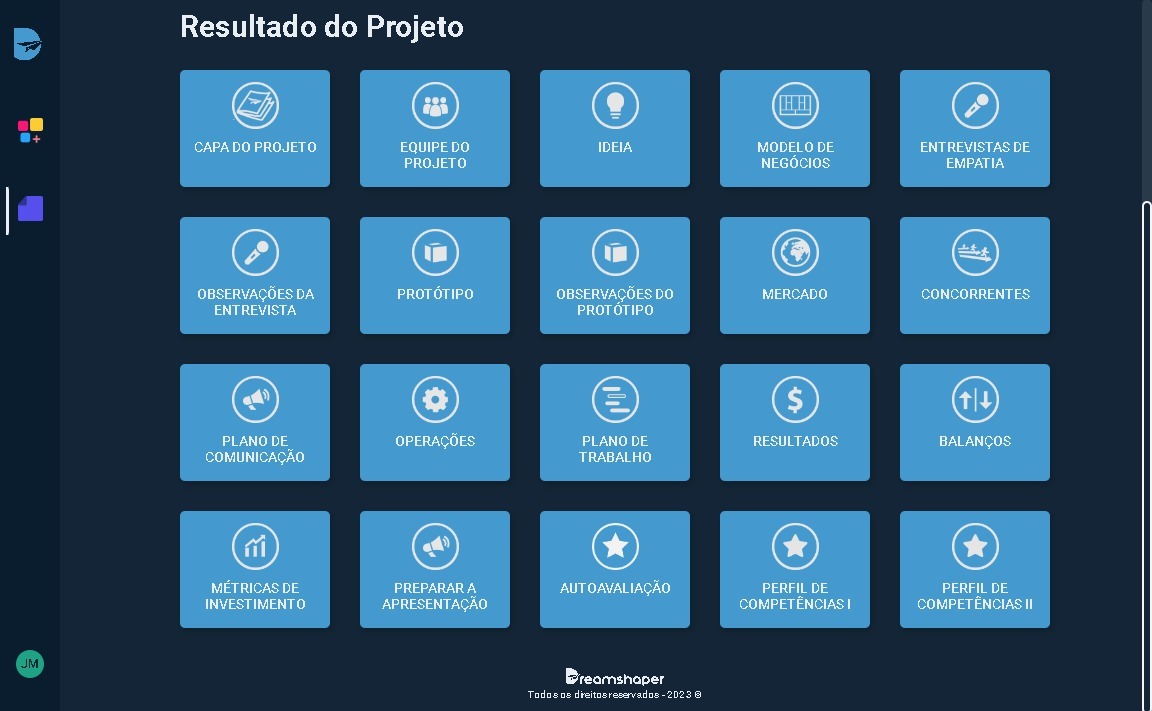 Resultado do Projeto
CAPA DO PROJETO
EQUIPE DO
PROJETO
IDEIA
MODELO DE
NEGÓCIOS
ENTREVISTAS DE
EMPATIA
OBSERVAÇÕES DA
ENTREVISTA
PROTÓTIPO
OBSERVAÇÕES DO
PROTÓTIPO
MERCADO
CONCORRENTES
PLANO DE
COMUNICAÇÃO
OPERAÇÕES
PLANO DE
TRABALHO
RESULTADOS
BALANÇOS
MÉTRICAS DE
INVESTIMENTO
PREPARAR A
APRESENTAÇÃO
AUTOAVALIAÇÃO
PERFIL DE
COMPETÊNCIAS I
PERFIL DE
COMPETÊNCIAS II
JM
Dreamshaper
Todos os direitos reservados - 2023 ©